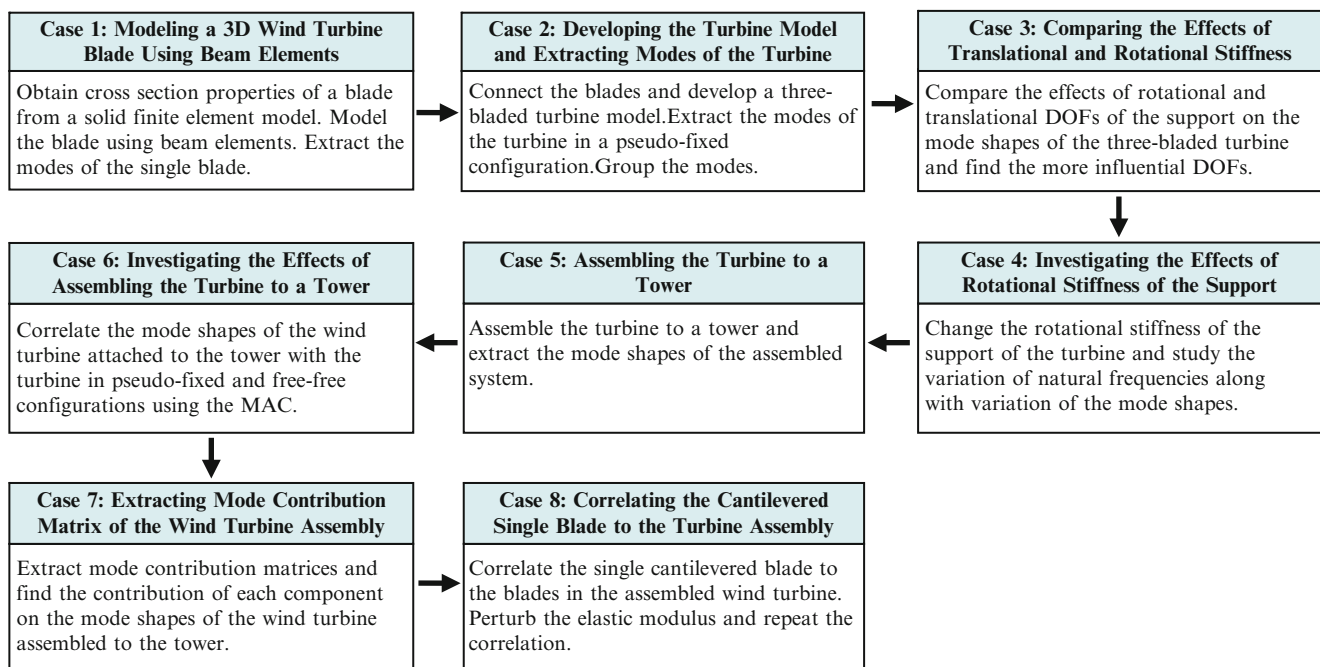 Case 1: Modeling a 3D Wind Turbine
Blade Using Beam Elements
Obtain cross section properties of a blade
from a solid finite element model. Model
the blade using beam elements. Extract the
modes of the single blade.
Case 2: Developing the Turbine Model
and Extracting Modes of the Turbine
Connect the blades and develop a three-
bladed turbine model.Extract the modes of
the turbine in a pseudo-fixed
configuration.Group the modes.
Case 3: Comparing the Effects of
Translational and Rotational Stiffness
Compare the effects of rotational and
translational DOFs of the support on the
mode shapes of the three-bladed turbine
and find the more influential DOFs.
Case 4: Investigating the Effects of
Rotational Stiffness of the Support
Change the rotational stiffness of the
support of the turbine and study the
variation of natural frequencies along
with variation of the mode shapes.
Case 5: Assembling the Turbine to a
Tower
Assemble the turbine to a tower and
extract the mode shapes of the assembled
system.
Case 6: Investigating the Effects of
Assembling the Turbine to a Tower
Correlate the mode shapes of the wind
turbine attached to the tower with the
turbine in pseudo-fixed and free-free
configurations using the MAC.
Case 7: Extracting Mode Contribution
Matrix of the Wind Turbine Assembly
Extract mode contribution matrices and
find the contribution of each component
on the mode shapes of the wind turbine
assembled to the tower.
Case 8: Correlating the Cantilevered
Single Blade to the Turbine Assembly
Correlate the single cantilevered blade to
the blades in the assembled wind turbine.
Perturb the elastic modulus and repeat the
correlation.